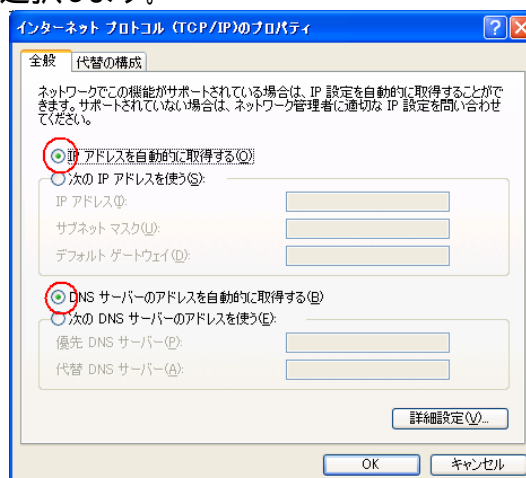 選択します。
インターネット プロトコル (TCP/IP)のプロパティ
全般 代替の構成
ネットワークでこの機能がサポートされている場合は、IP 設定を自動的に取得することがで
きます。サポートされていない場合は、ネットワーク管理者に適切な IP 設定を問い合わせ
てください。
IP アドレスを自動的に取得する(O)
次の IP アドレスを使う(S):
IP アドレス(I):
サブネット マスク(U):
デフォルト ゲートウェイ(D):
DNS サーバーのアドレスを自動的に取得する(B)
次の DNS サーバーのアドレスを使う(E):
優先 DNS サーバー(P):
代替 DNS サーバー(A):
詳細設定(V)...
OK キャンセル